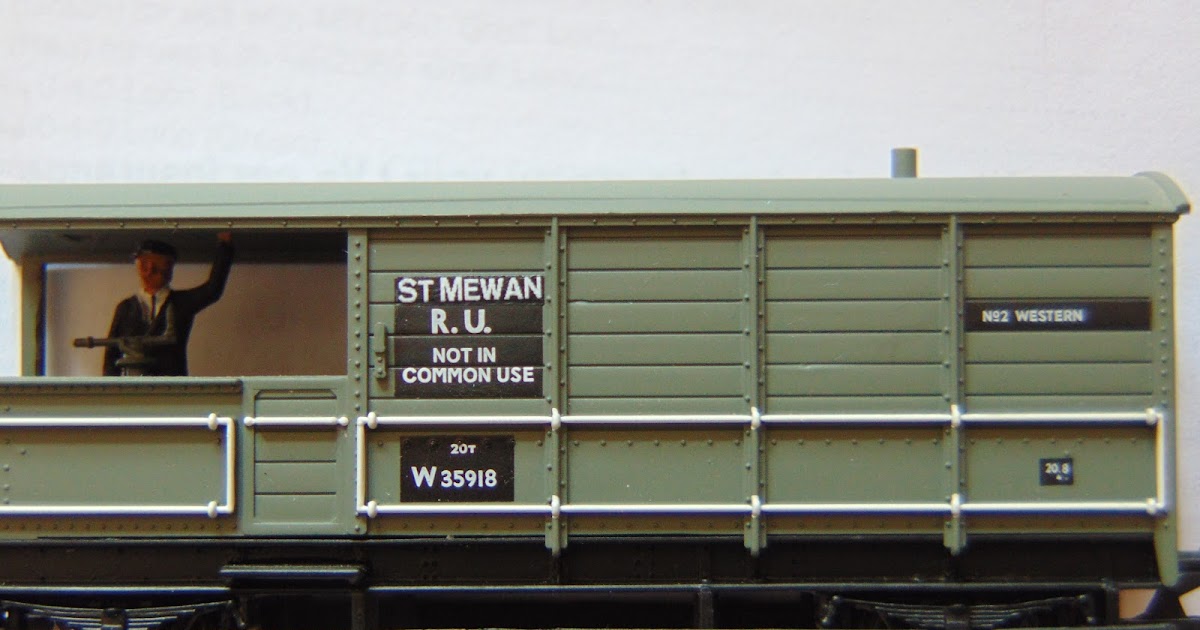 ST MEWAN
R. U.
NOT IN
COMMON USE
Nº2 WESTERN
20T
W 35918
20.8